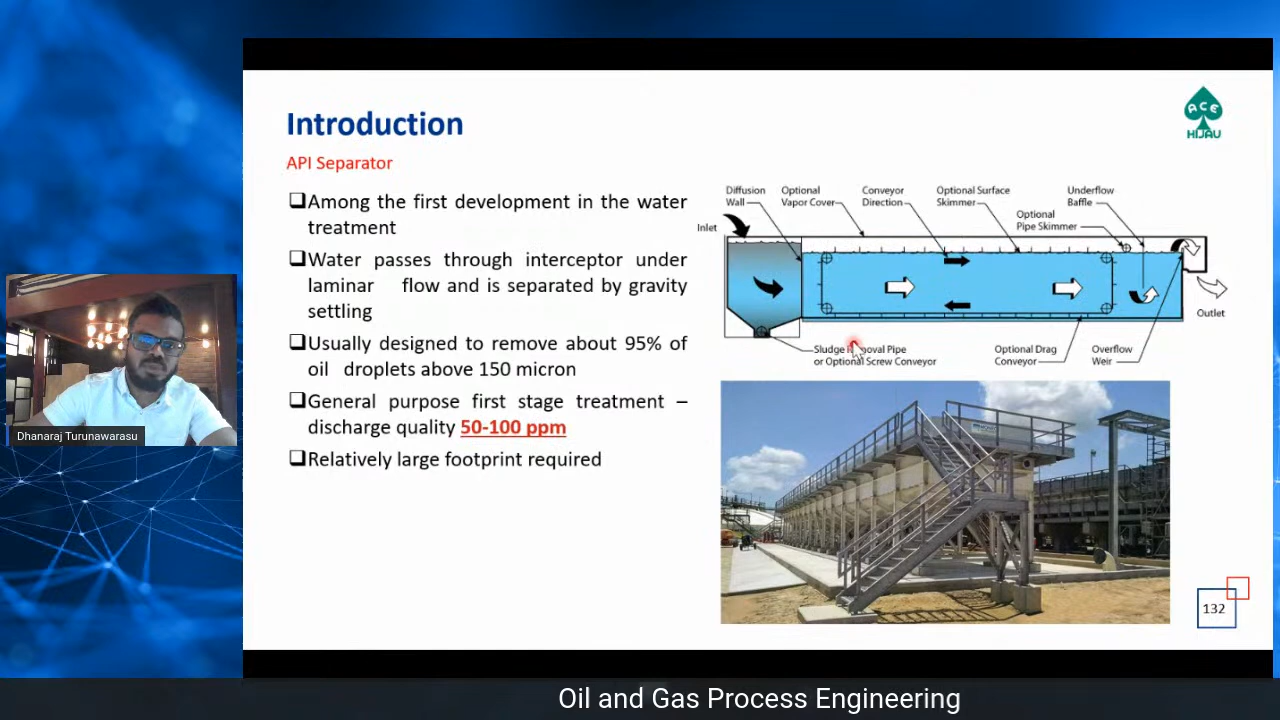 Introduction
API Separator
Among the first development in the water
treatment
Water passes through interceptor under
laminar flow and is separated by gravity
settling
Usually designed to remove about 95% of
oil droplets above 150 micron
General purpose first stage treatment –
discharge quality 50-100 ppm
Relatively large footprint required
ACE
HIJAU
Diffusion
Wall
Optional
Vapor Cover
Conveyor
Direction
Optional Surface
Skimmer
Optional
Pipe Skimmer
Underflow
Baffle
Inlet
Outlet
Sludge Removal Pipe
or Optional Screw Conveyor
Optional Drag
Conveyor
Overflow
Weir
132
Dhanaraj Turunawarasu
Oil and Gas Process Engineering